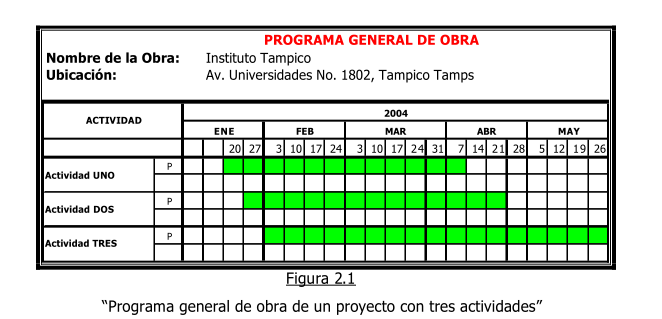 PROGRAMA GENERAL DE OBRA
Nombre de la Obra: Instituto Tampico
Ubicación: Av. Universidades No. 1802, Tampico Tamps
ACTIVIDAD 2004
ENE FEB MAR ABR MAY
20 27 3 10 17 24 3 10 17 24 31 7 14 21 28 5 12 19 26
Actividad UNO P
Actividad DOS P
Actividad TRES P
Figura 2.1
“Programa general de obra de un proyecto con tres actividades”